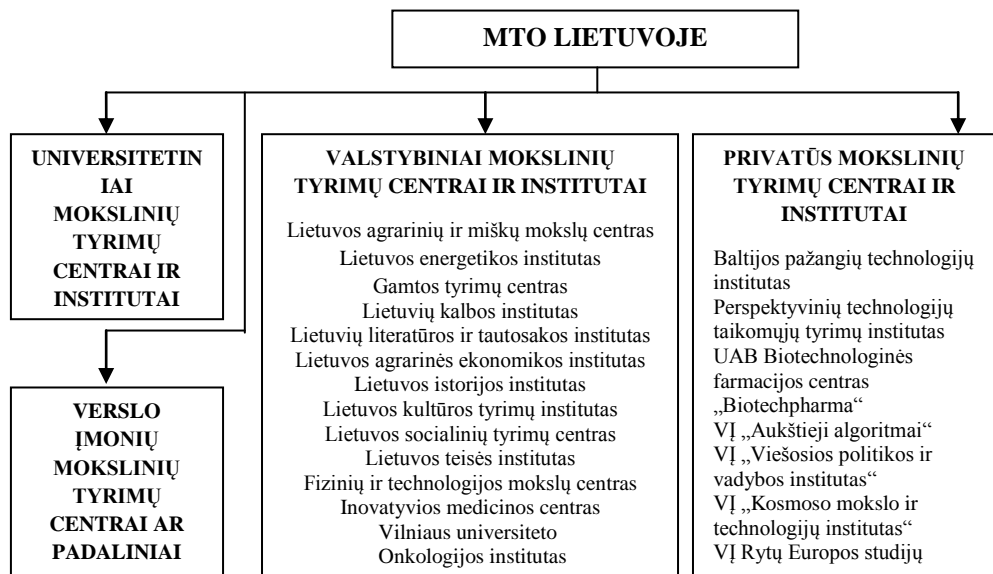 MTO LIETUVOJE
UNIVERSITETIN
IAI
MOKSLINIŲ
TYRIMŲ
CENTRAI IR
INSTITUTAI
VERSLO
ĮMONIŲ
MOKSLINIŲ
TYRIMŲ
CENTRAI AR
PADALINIAI
VALSTYBINIAI MOKSLINIŲ
TYRIMŲ CENTRAI IR INSTITUTAI
Lietuvos agrarinių ir miškų mokslų centras
Lietuvos energetikos institutas
Gamtos tyrimų centras
Lietuvių kalbos institutas
Lietuvių literatūros ir tautosakos institutas
Lietuvos agrarinės ekonomikos institutas
Lietuvos istorijos institutas
Lietuvos kultūros tyrimų institutas
Lietuvos socialinių tyrimų centras
Lietuvos teisės institutas
Fizinių ir technologijos mokslų centras
Inovatyvios medicinos centras
Vilniaus universiteto
Onkologijos institutas
PRIVATŪS MOKSLINIŲ
TYRIMŲ CENTRAI IR
INSTITUTAI
Baltijos pažangių technologijų
institutas
Perspektyvinių technologijų
taikomųjų tyrimų institutas
UAB Biotechnologinės
farmacijos centras
„Biotechpharma“
VĮ „Aukštieji algoritmai“
VĮ „Viešosios politikos ir
vadybos institutas“
VĮ „Kosmoso mokslo ir
technologijų institutas“
VĮ Rytų Europos studijų